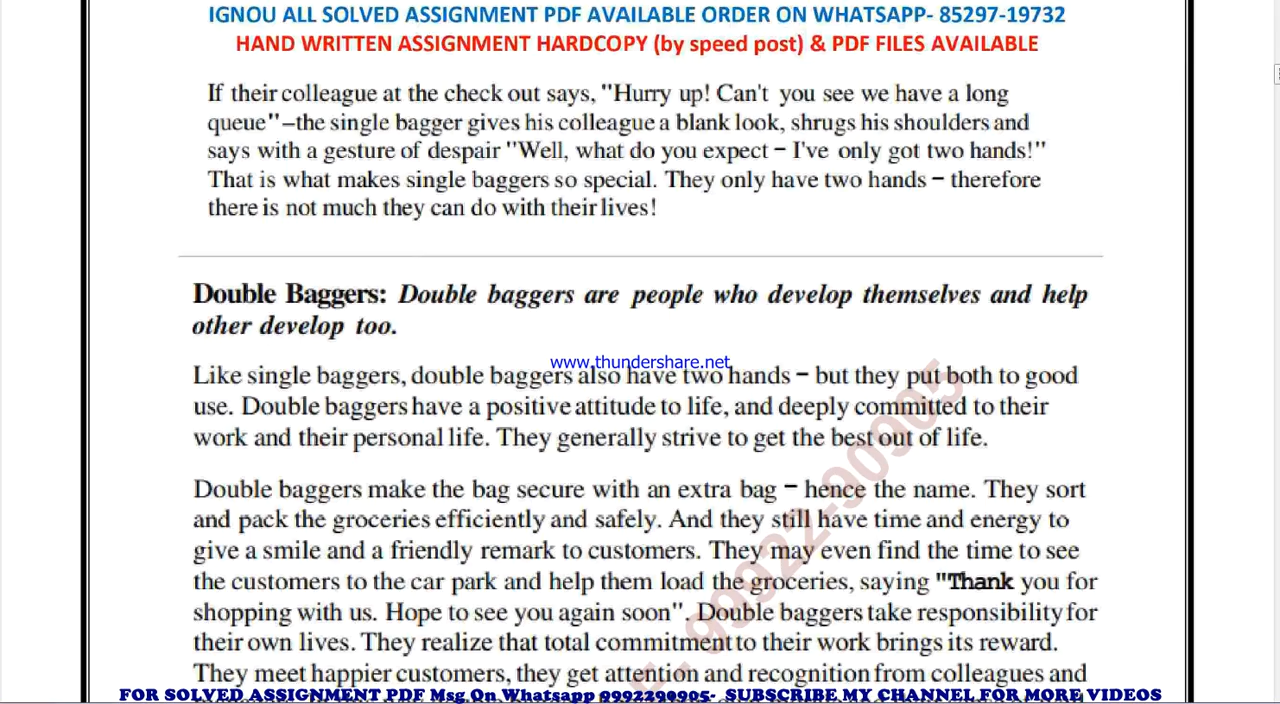 IGNOU ALL SOLVED ASSIGNMENT PDF AVAILABLE ORDER ON WHATSAPP- 85297-19732
HAND WRITTEN ASSIGNMENT HARDCOPY (by speed post) & PDF FILES AVAILABLE
If their colleague at the check out says, "Hurry up! Can't you see we have a long
queue"–the single bagger gives his colleague a blank look, shrugs his shoulders and
says with a gesture of despair "Well, what do you expect – I've only got two hands!"
That is what makes single baggers so special. They only have two hands – therefore
there is not much they can do with their lives!
Double Baggers: Double baggers are people who develop themselves and help
other develop too.
www.thundershare.net
Like single baggers, double baggers also have two hands – but they put both to good
use. Double baggers have a positive attitude to life, and deeply committed to their
work and their personal life. They generally strive to get the best out of life.
Double baggers make the bag secure with an extra bag – hence the name. They sort
and pack the groceries efficiently and safely. And they still have time and energy to
give a smile and a friendly remark to customers. They may even find the time to see
the customers to the car park and help them load the groceries, saying "Thank you for
shopping with us. Hope to see you again soon". Double baggers take responsibility for
their own lives. They realize that total commitment to their work brings its reward.
They meet happier customers, they get attention and recognition from colleagues and
99922-90905
FOR SOLVED ASSIGNMENT PDF Msg On Whatsapp 9992290905- SUBSCRIBE MY CHANNEL FOR MORE VIDEOS